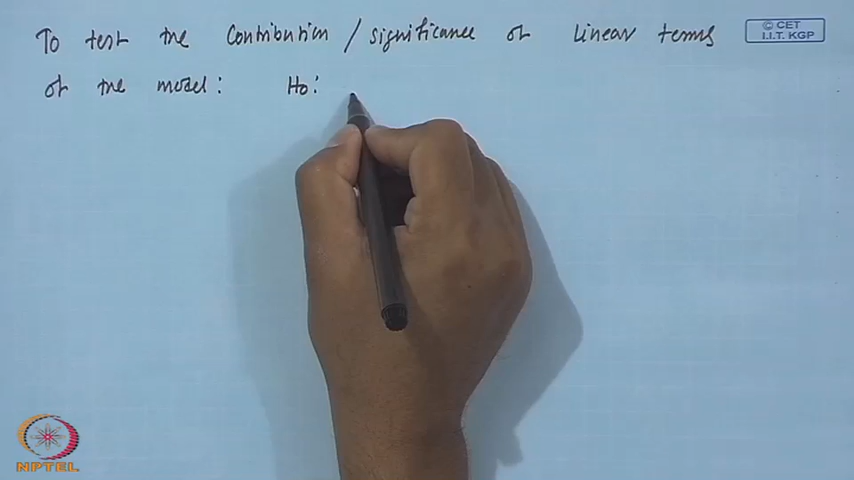 To test the Contribution / significance of linear terms
© CET
I.I.T. KGP
of the model: Ho:
NPTEL